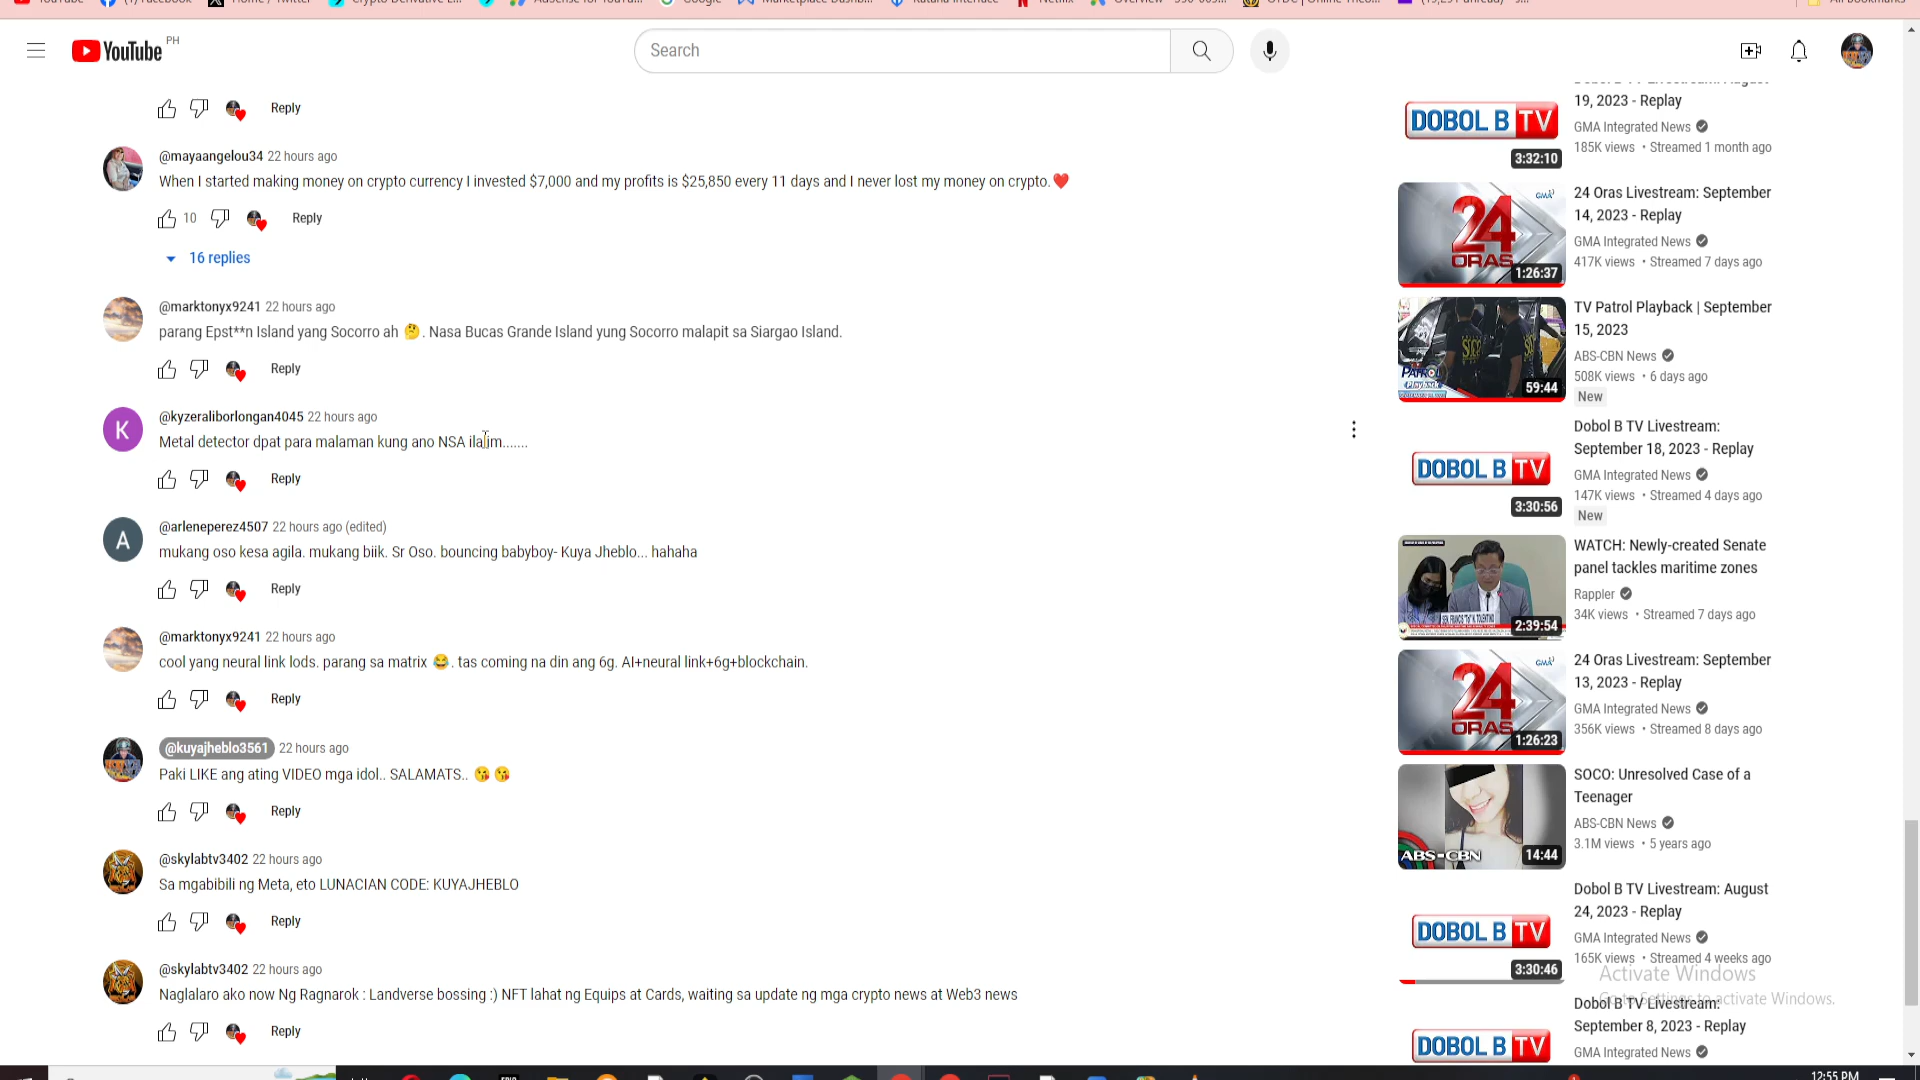 YouTube PH
Search
Reply
@mayaangelou34 22 hours ago
When I started making money on crypto currency I invested $7,000 and my profits is $25,850 every 11 days and I never lost my money on crypto.❤️
10 Reply
16 replies
@marktonyx9241 22 hours ago
parang Epst**n Island yang Socorro ah 🤔. Nasa Bucas Grande Island yung Socorro malapit sa Siargao Island.
Reply
@kyzeraliborlongan4045 22 hours ago
Metal detector dpat para malaman kung ano NSA ilalim.......
Reply
@arleneperez4507 22 hours ago (edited)
mukang oso kesa agila. mukang biik. Sr Oso. bouncing babyboy- Kuya Jheblo... hahaha
Reply
@marktonyx9241 22 hours ago
cool yang neural link lods. parang sa matrix 😂. tas coming na din ang 6g. AI+neural link+6g+blockchain.
Reply
@kuyajheblo3561 22 hours ago
Paki LIKE ang ating VIDEO mga idol.. SALAMATS.. 😘😘
Reply
@skylabtv3402 22 hours ago
Sa mgabibili ng Meta, eto LUNACIAN CODE: KUYAJHEBLO
Reply
@skylabtv3402 22 hours ago
Naglalaro ako now Ng Ragnarok : Landverse bossing :) NFT lahat ng Equips at Cards, waiting sa update ng mga crypto news at Web3 news
Reply
DOBOL B TV
3:32:10
19, 2023 - Replay
GMA Integrated News
185K views • Streamed 1 month ago
GMA
24
ORAS
1:26:37
24 Oras Livestream: September
14, 2023 - Replay
GMA Integrated News
417K views • Streamed 7 days ago
SOCO
PATROL
Playback
59:44
TV Patrol Playback | September
15, 2023
ABS-CBN News
508K views • 6 days ago
New
DOBOL B TV
3:30:56
Dobol B TV Livestream:
September 18, 2023 - Replay
GMA Integrated News
147K views • Streamed 4 days ago
New
2:39:54
WATCH: Newly-created Senate
panel tackles maritime zones
Rappler
34K views • Streamed 7 days ago
GMA
24
ORAS
1:26:23
24 Oras Livestream: September
13, 2023 - Replay
GMA Integrated News
356K views • Streamed 8 days ago
ABS-CBN
14:44
SOCO: Unresolved Case of a
Teenager
ABS-CBN News
3.1M views • 5 years ago
DOBOL B TV
3:30:46
Dobol B TV Livestream: August
24, 2023 - Replay
GMA Integrated News
165K views • Streamed 4 weeks ago
Activate Windows
Go to Settings to activate Windows.
DOBOL B TV
Dobol B TV Livestream:
September 8, 2023 - Replay
GMA Integrated News
12:55 PM